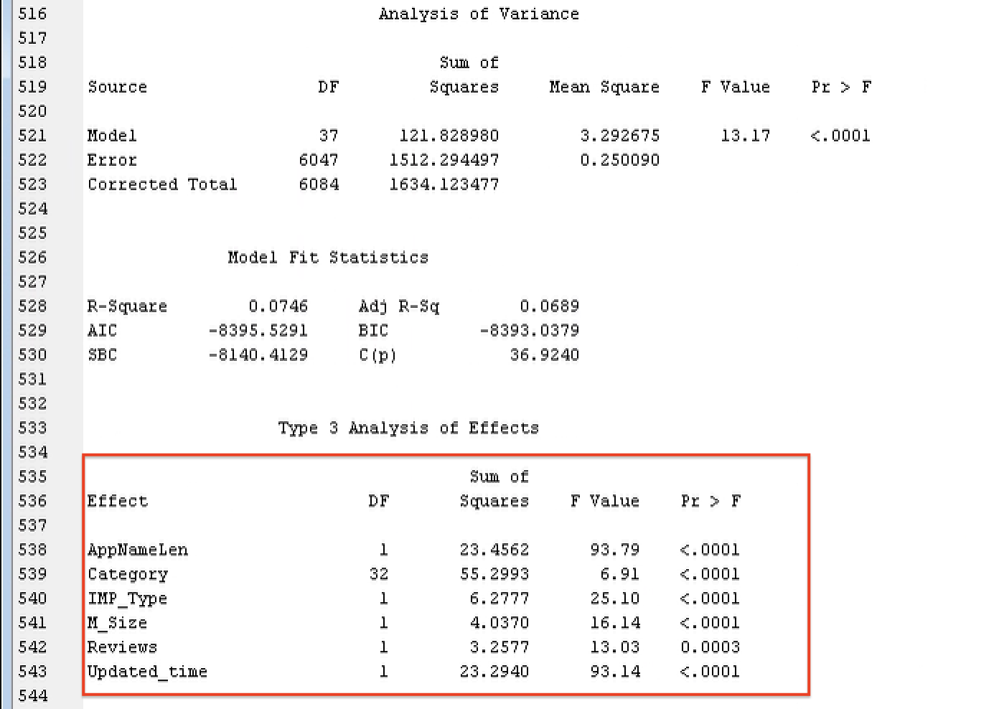 516 Analysis of Variance
517
518 Sum of
519 Source DF Squares Mean Square F Value Pr > F
520
521 Model 37 121.828980 3.292675 13.17 <.0001
522 Error 6047 1512.294497 0.250090
523 Corrected Total 6084 1634.123477
524
525
526 Model Fit Statistics
527
528 R-Square 0.0746 Adj R-Sq 0.0689
529 AIC -8395.5291 BIC -8393.0379
530 SBC -8140.4129 C(p) 36.9240
531
532
533 Type 3 Analysis of Effects
534
535 Sum of
536 Effect DF Squares F Value Pr > F
537
538 AppNameLen 1 23.4562 93.79 <.0001
539 Category 32 55.2993 6.91 <.0001
540 IMP_Type 1 6.2777 25.10 <.0001
541 M_Size 1 4.0370 16.14 <.0001
542 Reviews 1 3.2577 13.03 0.0003
543 Updated_time 1 23.2940 93.14 <.0001
544